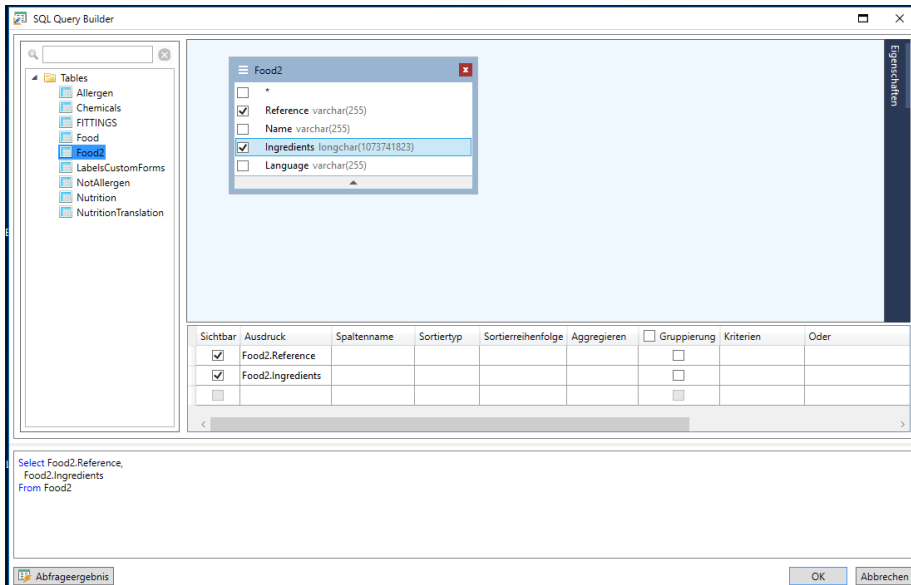 SQL Query Builder
Tables
Allergen
Chemicals
FITTINGS
Food
Food2
LabelsCustomForms
NotAllergen
Nutrition
NutritionTranslation
Food2
*
Reference varchar(255)
Name varchar(255)
Ingredients longchar(1073741823)
Language varchar(255)
Eigenschaften
Sichtbar Ausdruck Spaltenname Sortiertyp Sortierreihenfolge Aggregieren Gruppierung Kriterien Oder
Food2.Reference
Food2.Ingredients
Select Food2.Reference,
Food2.Ingredients
From Food2
Abfrageergebnis
OK Abbrechen